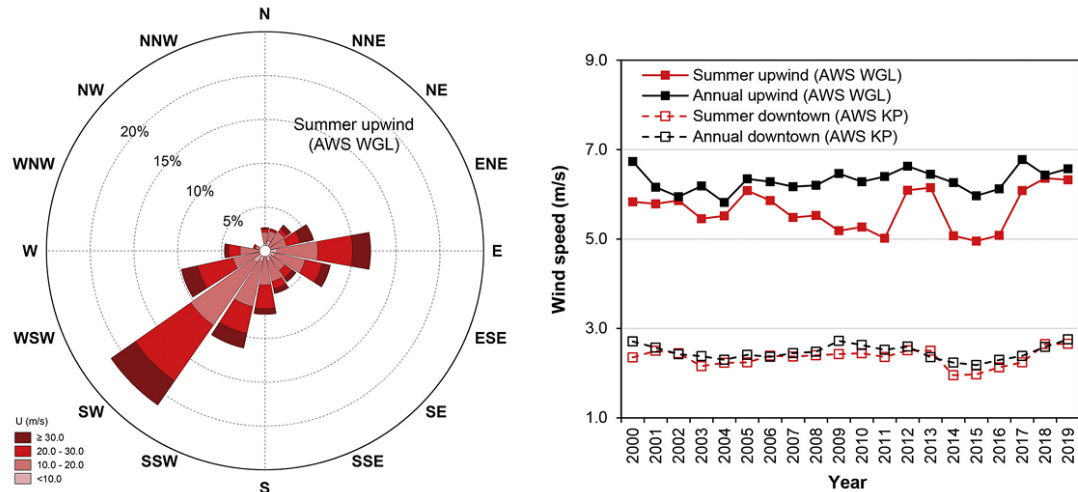 N
NNW
NNE
NW
NE
20%
Summer upwind
(AWS WGL)
15%
WNW
ENE
10%
5%
W
E
WSW
ESE
SW
SE
SSW
SSE
S
U (m/s)
≥ 30.0
20.0 - 30.0
10.0 - 20.0
<10.0
9.0
7.0
5.0
3.0
1.0
Wind speed (m/s)
Summer upwind (AWS WGL)
Annual upwind (AWS WGL)
Summer downtown (AWS KP)
Annual downtown (AWS KP)
2000
2001
2002
2003
2004
2005
2006
2007
2008
2009
2010
2011
2012
2013
2014
2015
2016
2017
2018
2019
Year